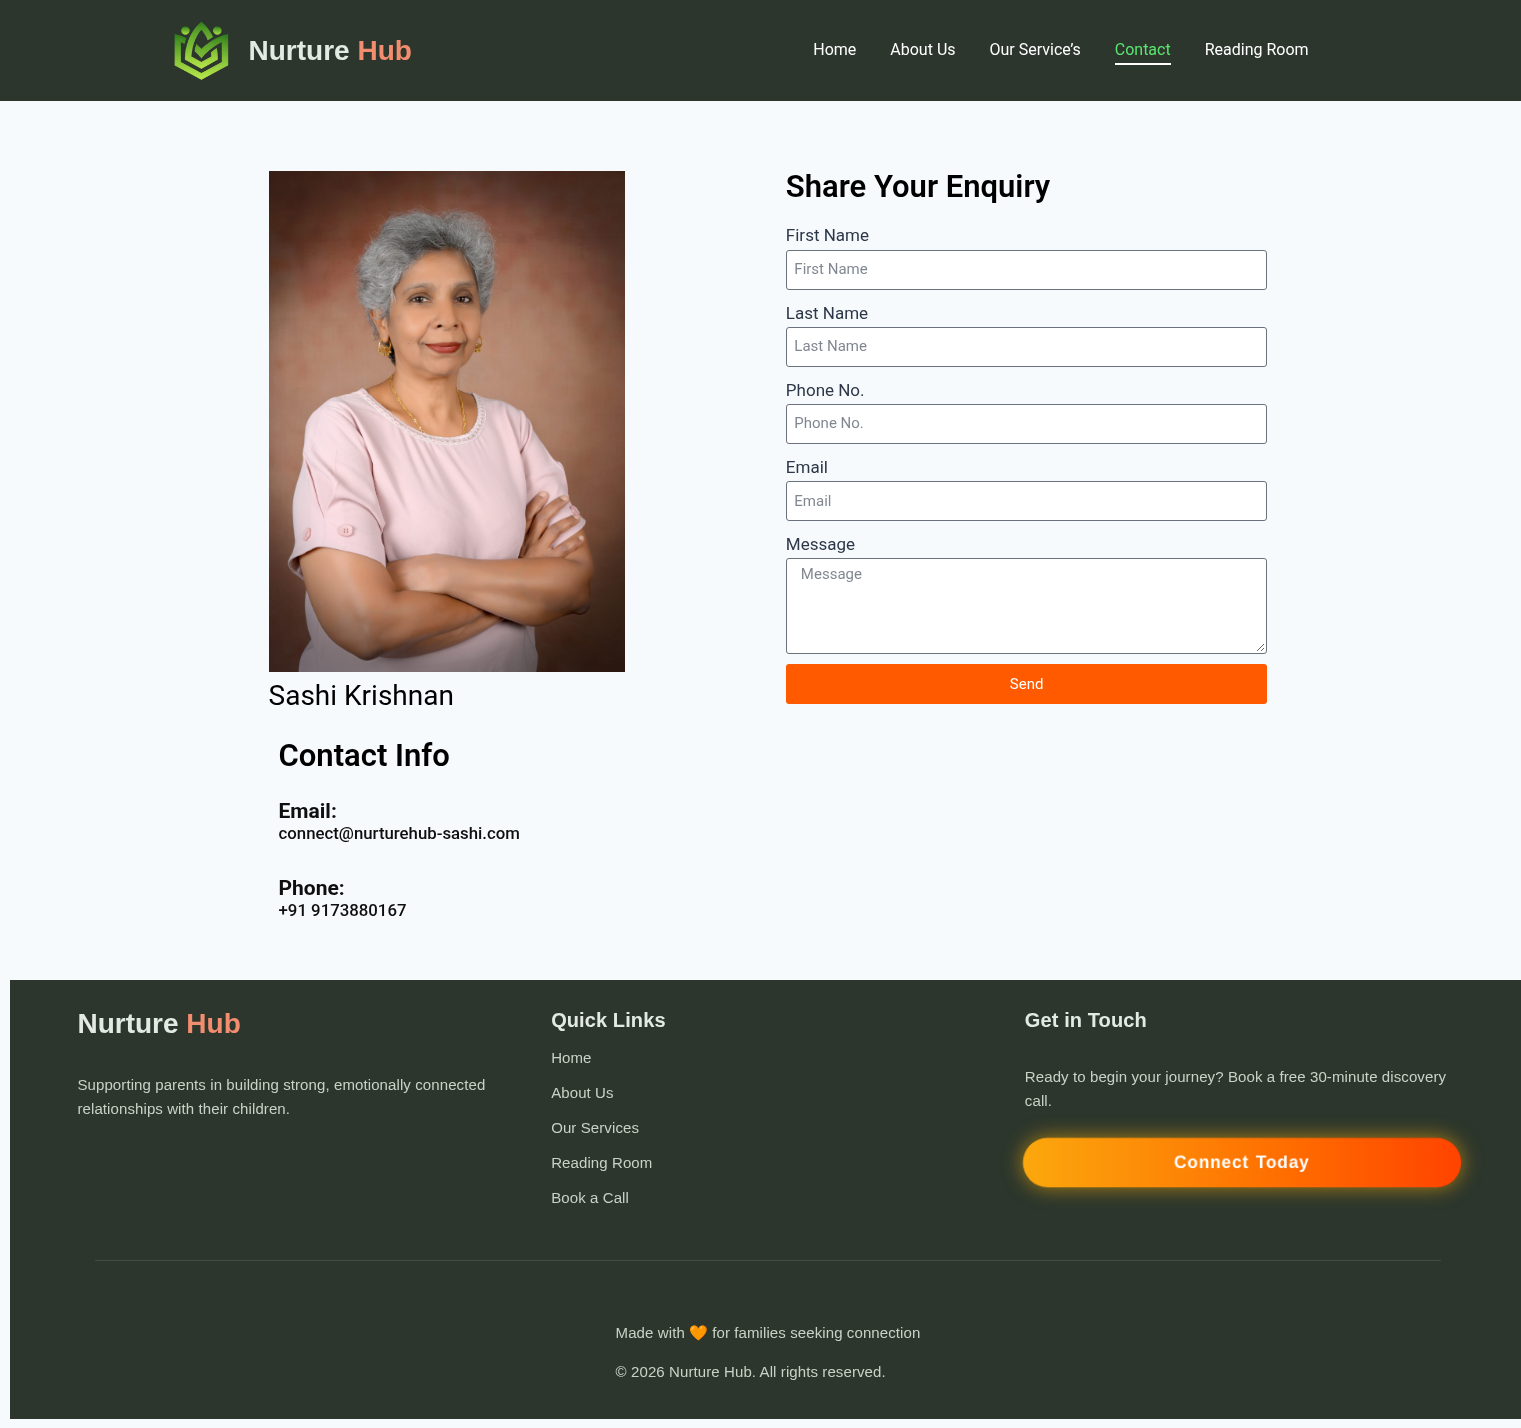 Nurture Hub
Home
About Us
Our Service’s
Contact
Reading Room
Sashi Krishnan
Contact Info
Email:
connect@nurturehub-sashi.com
Phone:
+91 9173880167
Share Your Enquiry
First Name
First Name
Last Name
Last Name
Phone No.
Phone No.
Email
Email
Message
Message
Send
Nurture Hub
Supporting parents in building strong, emotionally connected
relationships with their children.
Quick Links
Home
About Us
Our Services
Reading Room
Book a Call
Get in Touch
Ready to begin your journey? Book a free 30-minute discovery
call.
Connect Today
Made with 🧡 for families seeking connection
© 2026 Nurture Hub. All rights reserved.